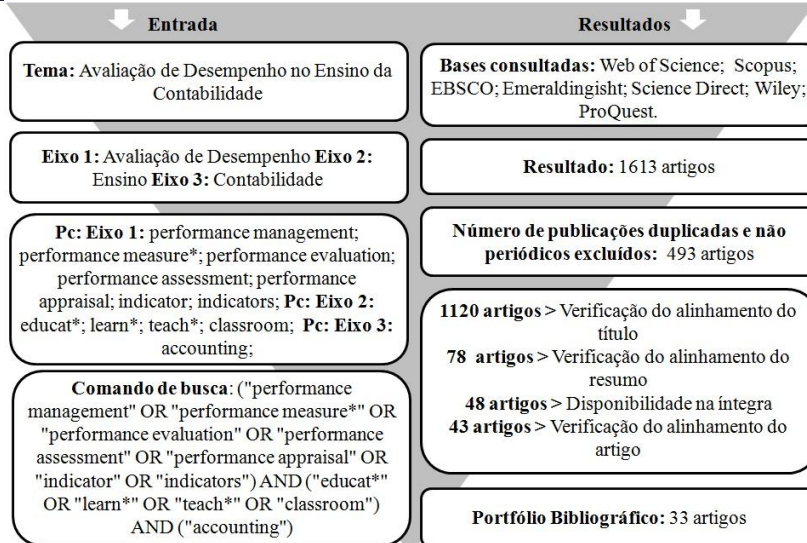 Entrada
Tema: Avaliação de Desempenho no Ensino da
Contabilidade
Eixo 1: Avaliação de Desempenho Eixo 2:
Ensino Eixo 3: Contabilidade
Pc: Eixo 1: performance management;
performance measure*; performance evaluation;
performance assessment; performance
appraisal; indicator; indicators; Pc: Eixo 2:
educat*; learn*; teach*; classroom; Pc: Eixo 3:
accounting;
Comando de busca: ("performance
management" OR "performance measure*" OR
"performance evaluation" OR "performance
assessment" OR "performance appraisal" OR
"indicator" OR "indicators") AND ("educat*"
OR "learn*" OR "teach*" OR "classroom")
AND ("accounting")
Resultados
Bases consultadas: Web of Science; Scopus;
EBSCO; Emeraldingisht; Science Direct; Wiley;
ProQuest.
Resultado: 1613 artigos
Número de publicações duplicadas e não
periódicos excluídos: 493 artigos
1120 artigos > Verificação do alinhamento do
título
78 artigos > Verificação do alinhamento do
resumo
48 artigos > Disponibilidade na íntegra
43 artigos > Verificação do alinhamento do
artigo
Portfólio Bibliográfico: 33 artigos